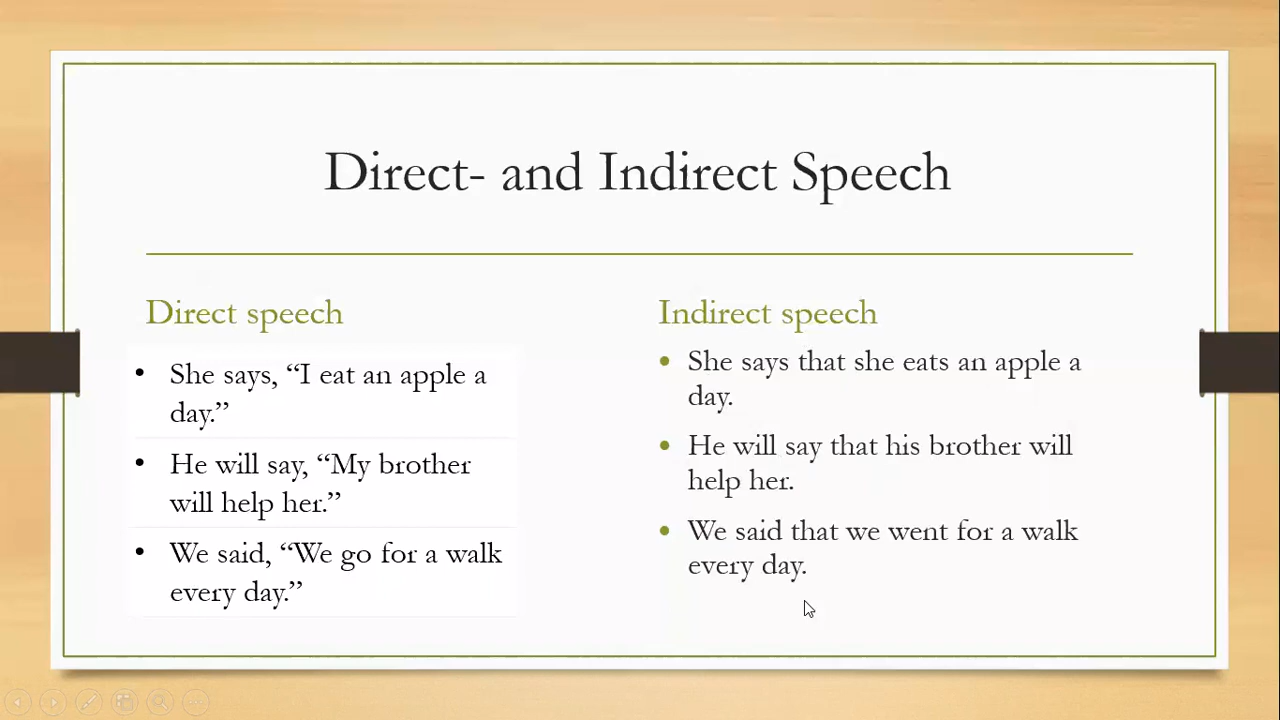 Direct- and Indirect Speech
Direct speech
• She says, “I eat an apple a
day.”
• He will say, “My brother
will help her.”
• We said, “We go for a walk
every day.”
Indirect speech
• She says that she eats an apple a
day.
• He will say that his brother will
help her.
• We said that we went for a walk
every day.